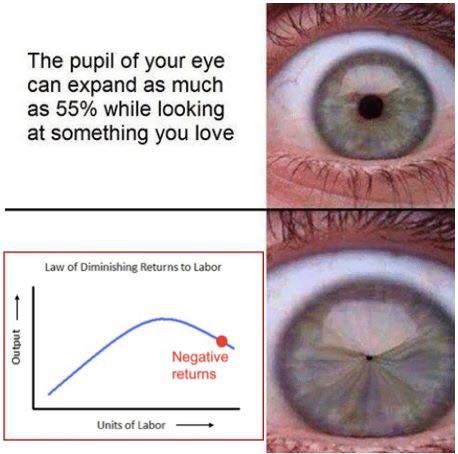 The pupil of your eye
can expand as much
as 55% while looking
at something you love
Law of Diminishing Returns to Labor
Output
Negative
returns
Units of Labor